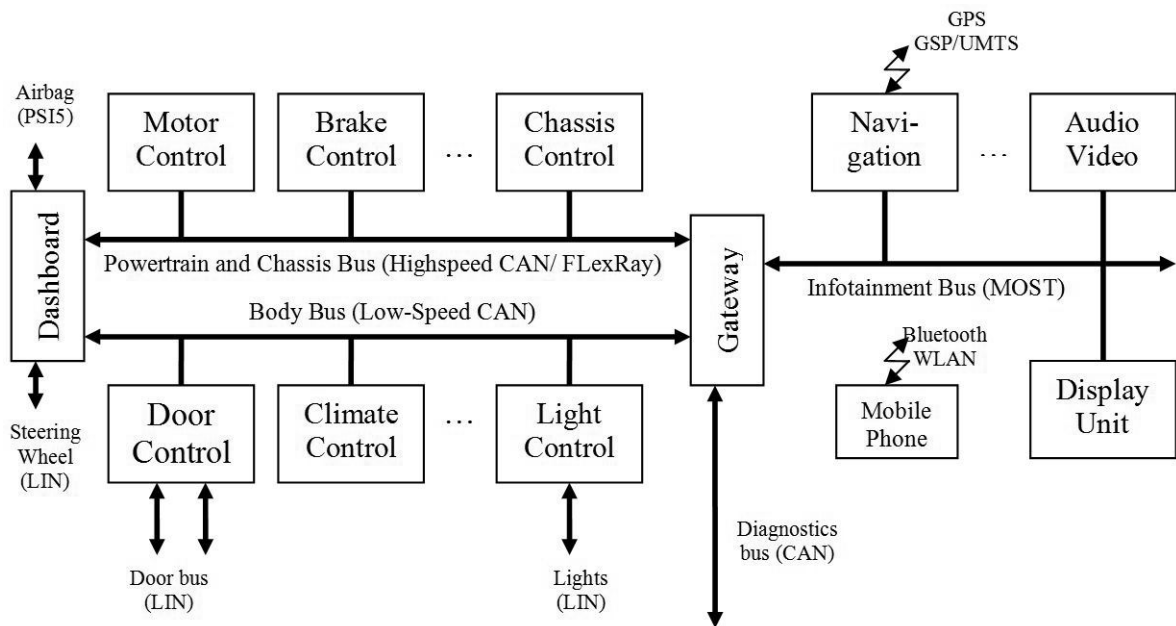 GPS
GSP/UMTS
Airbag
(PSI5)
Motor
Control
Brake
Control
...
Chassis
Control
Navi-
gation
...
Audio
Video
Dashboard
Powertrain and Chassis Bus (Highspeed CAN/ FLexRay)
Gateway
Infotainment Bus (MOST)
Body Bus (Low-Speed CAN)
Bluetooth
WLAN
Steering
Wheel
(LIN)
Door
Control
Climate
Control
...
Light
Control
Mobile
Phone
Display
Unit
Door bus
(LIN)
Lights
(LIN)
Diagnostics
bus (CAN)